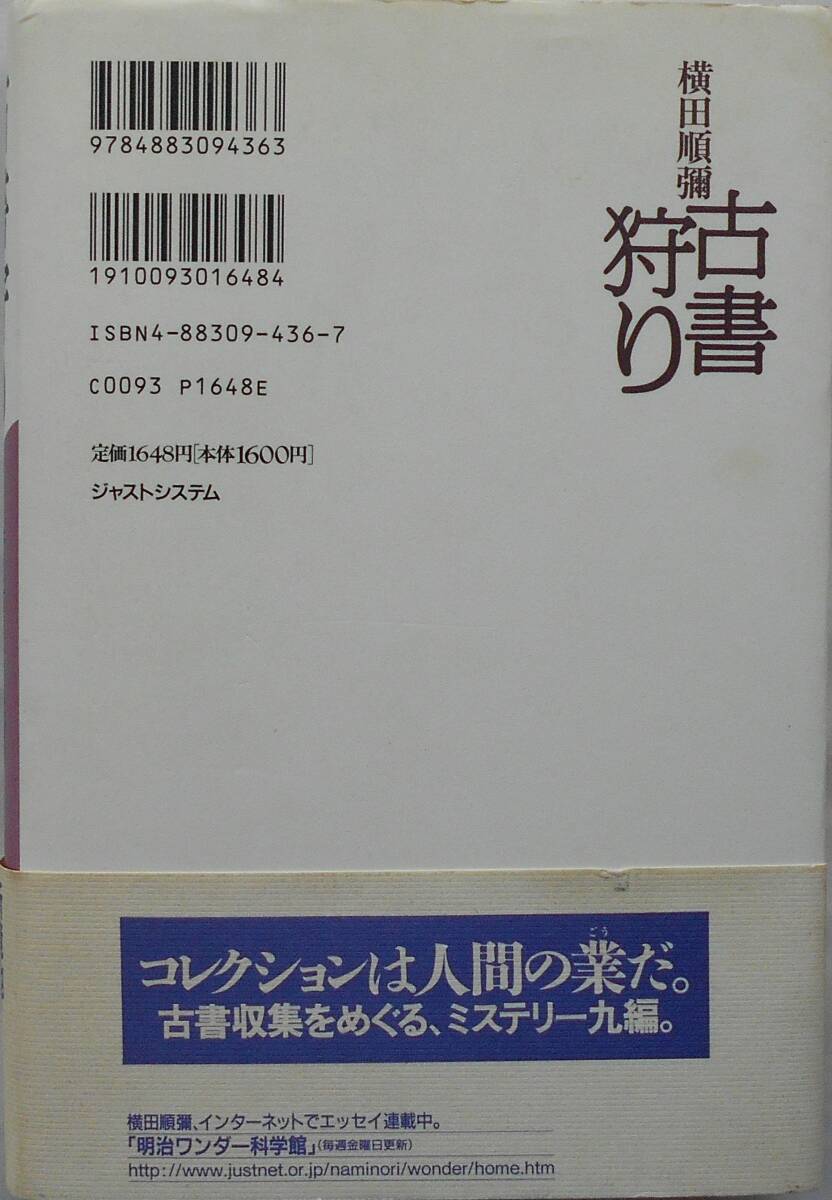 横田順彌
古書
狩り
9784883094363
1910093016484
ISBN4-88309-436-7
C0093 P1648E
定価1648円[本体1600円]
ジャストシステム
コレクションは人間の業だ。
ごう
古書収集をめぐる、ミステリー九編。
横田順彌、インターネットでエッセイ連載中。
「明治ワンダー科学館」(毎週金曜日更新)
http://www.justnet.or.jp/naminori/wonder/home.htm